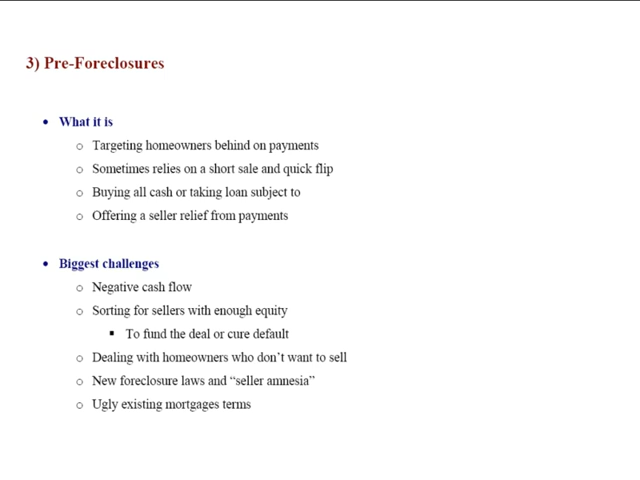 3) Pre-Foreclosures
• What it is
o Targeting homeowners behind on payments
o Sometimes relies on a short sale and quick flip
o Buying all cash or taking loan subject to
o Offering a seller relief from payments
• Biggest challenges
o Negative cash flow
o Sorting for sellers with enough equity
▪ To fund the deal or cure default
o Dealing with homeowners who don’t want to sell
o New foreclosure laws and “seller amnesia”
o Ugly existing mortgages terms